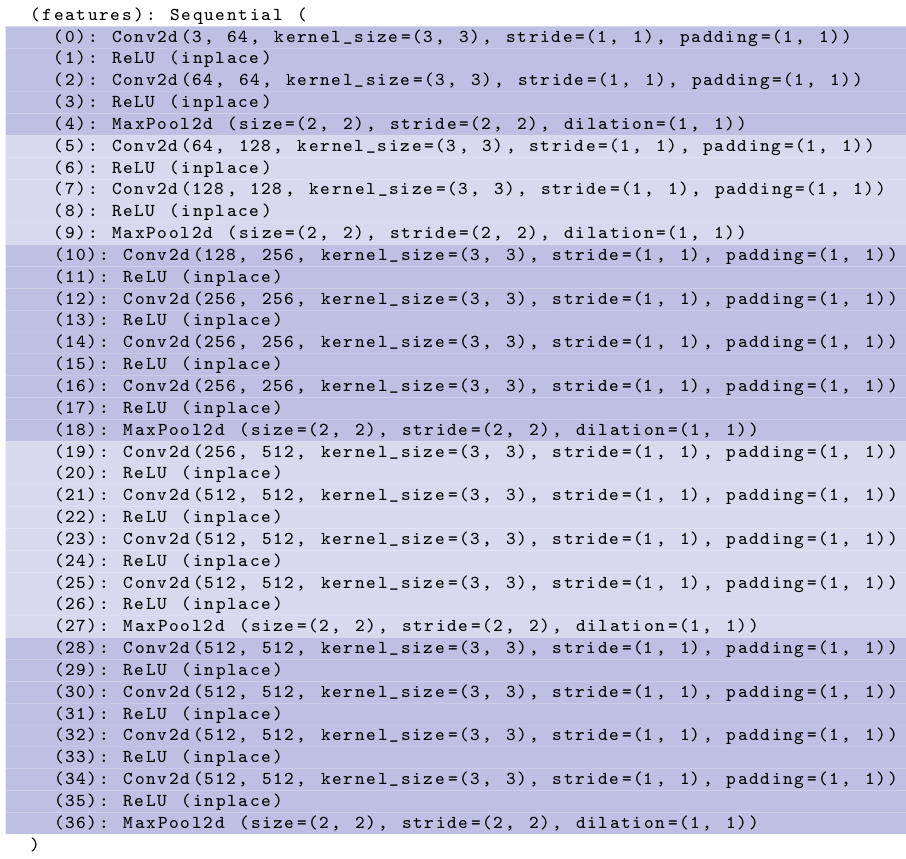 (features): Sequential (
(0): Conv2d(3, 64, kernel_size=(3, 3), stride=(1, 1), padding=(1, 1))
(1): ReLU (inplace)
(2): Conv2d(64, 64, kernel_size=(3, 3), stride=(1, 1), padding=(1, 1))
(3): ReLU (inplace)
(4): MaxPool2d (size=(2, 2), stride=(2, 2), dilation=(1, 1))
(5): Conv2d(64, 128, kernel_size=(3, 3), stride=(1, 1), padding=(1, 1))
(6): ReLU (inplace)
(7): Conv2d(128, 128, kernel_size=(3, 3), stride=(1, 1), padding=(1, 1))
(8): ReLU (inplace)
(9): MaxPool2d (size=(2, 2), stride=(2, 2), dilation=(1, 1))
(10): Conv2d(128, 256, kernel_size=(3, 3), stride=(1, 1), padding=(1, 1))
(11): ReLU (inplace)
(12): Conv2d(256, 256, kernel_size=(3, 3), stride=(1, 1), padding=(1, 1))
(13): ReLU (inplace)
(14): Conv2d(256, 256, kernel_size=(3, 3), stride=(1, 1), padding=(1, 1))
(15): ReLU (inplace)
(16): Conv2d(256, 256, kernel_size=(3, 3), stride=(1, 1), padding=(1, 1))
(17): ReLU (inplace)
(18): MaxPool2d (size=(2, 2), stride=(2, 2), dilation=(1, 1))
(19): Conv2d(256, 512, kernel_size=(3, 3), stride=(1, 1), padding=(1, 1))
(20): ReLU (inplace)
(21): Conv2d(512, 512, kernel_size=(3, 3), stride=(1, 1), padding=(1, 1))
(22): ReLU (inplace)
(23): Conv2d(512, 512, kernel_size=(3, 3), stride=(1, 1), padding=(1, 1))
(24): ReLU (inplace)
(25): Conv2d(512, 512, kernel_size=(3, 3), stride=(1, 1), padding=(1, 1))
(26): ReLU (inplace)
(27): MaxPool2d (size=(2, 2), stride=(2, 2), dilation=(1, 1))
(28): Conv2d(512, 512, kernel_size=(3, 3), stride=(1, 1), padding=(1, 1))
(29): ReLU (inplace)
(30): Conv2d(512, 512, kernel_size=(3, 3), stride=(1, 1), padding=(1, 1))
(31): ReLU (inplace)
(32): Conv2d(512, 512, kernel_size=(3, 3), stride=(1, 1), padding=(1, 1))
(33): ReLU (inplace)
(34): Conv2d(512, 512, kernel_size=(3, 3), stride=(1, 1), padding=(1, 1))
(35): ReLU (inplace)
(36): MaxPool2d (size=(2, 2), stride=(2, 2), dilation=(1, 1))
)